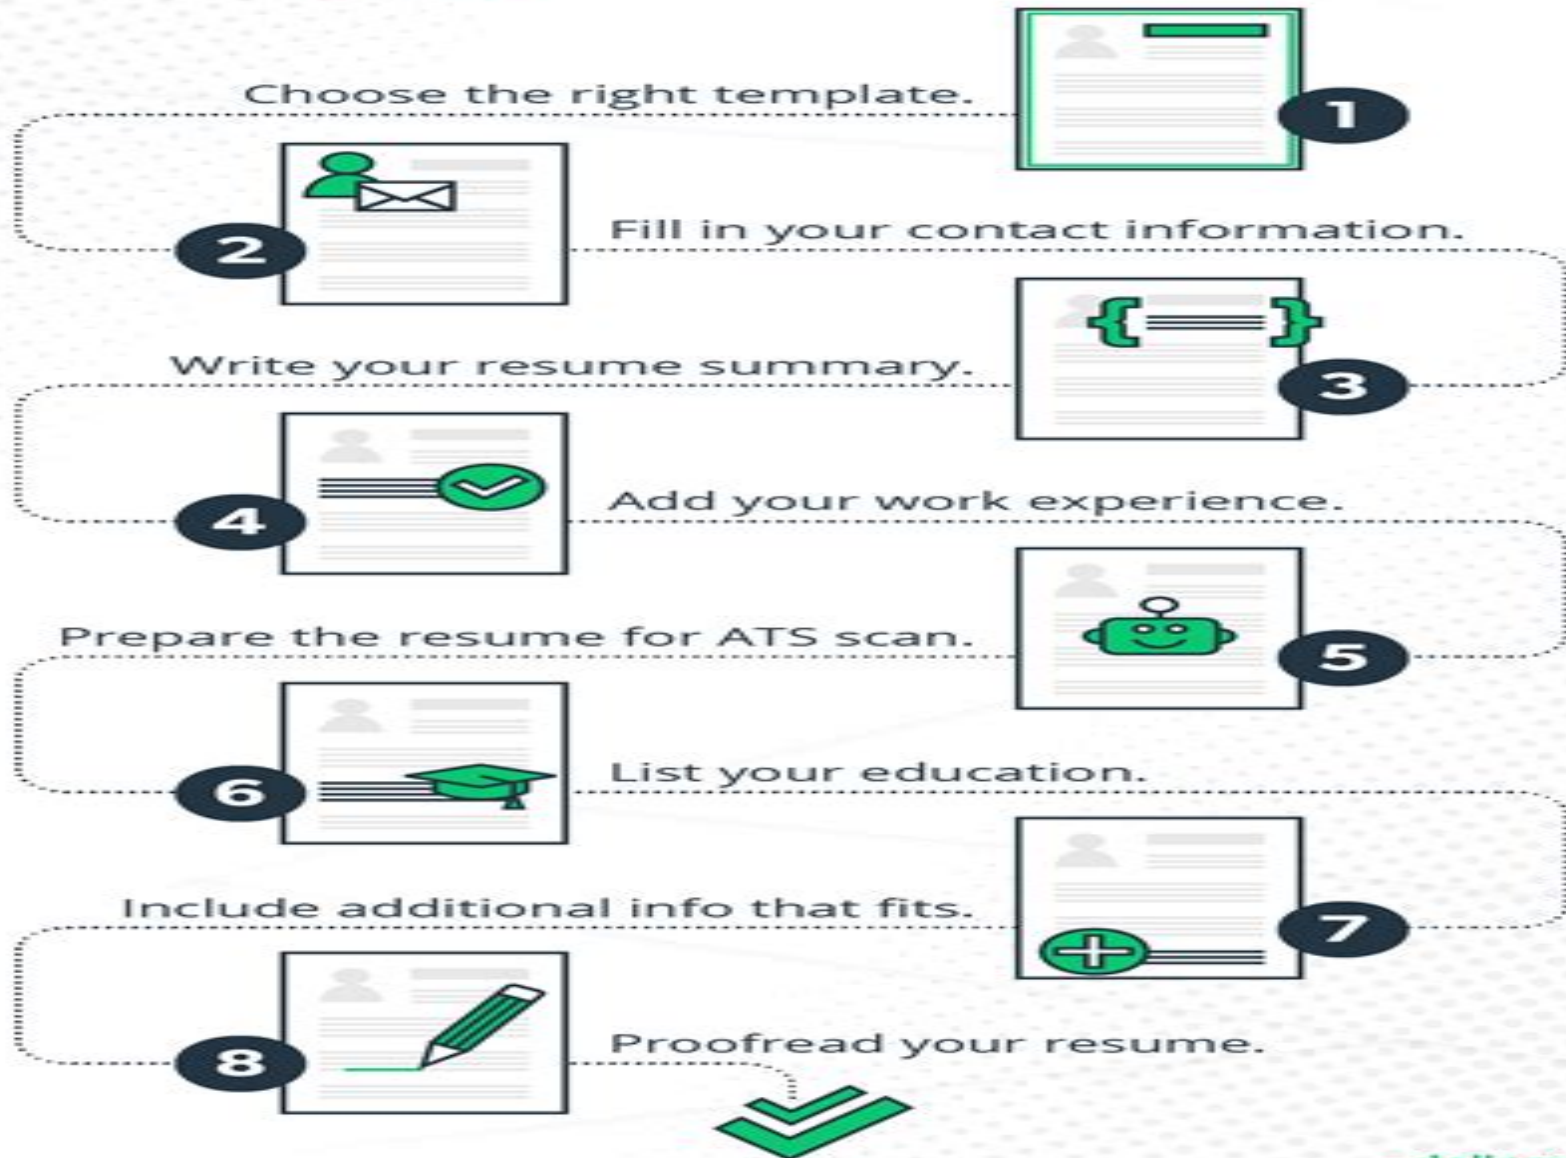 Choose the right template.
1
2
Fill in your contact information.
3
Write your resume summary.
4
Add your work experience.
5
Prepare the resume for ATS scan.
6
List your education.
7
Include additional info that fits.
8
Proofread your resume.